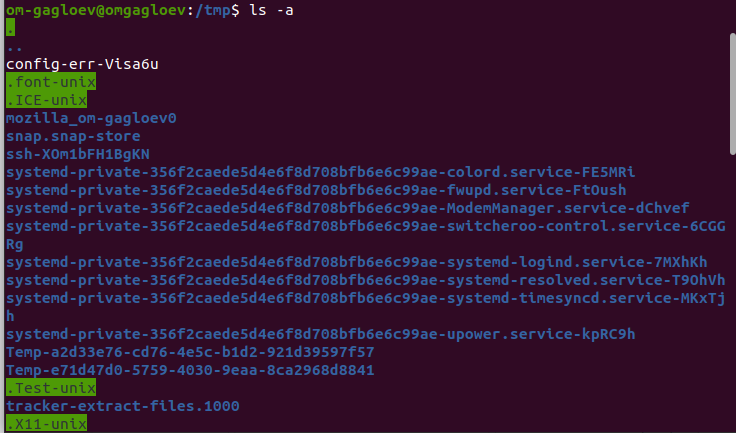 om-gagloev@omgagloev:/tmp$ ls -a
.
..
config-err-Visa6u
.font-unix
.ICE-unix
mozilla_om-gagloev0
snap.snap-store
ssh-XOm1bFH1BgKN
systemd-private-356f2caede5d4e6f8d708bfb6e6c99ae-colord.service-FE5MRi
systemd-private-356f2caede5d4e6f8d708bfb6e6c99ae-fwupd.service-FtOush
systemd-private-356f2caede5d4e6f8d708bfb6e6c99ae-ModemManager.service-dChvef
systemd-private-356f2caede5d4e6f8d708bfb6e6c99ae-switcheroo-control.service-6CGG
Rg
systemd-private-356f2caede5d4e6f8d708bfb6e6c99ae-systemd-logind.service-7MXhKh
systemd-private-356f2caede5d4e6f8d708bfb6e6c99ae-systemd-resolved.service-T9OhVh
systemd-private-356f2caede5d4e6f8d708bfb6e6c99ae-systemd-timesyncd.service-MKxTj
h
systemd-private-356f2caede5d4e6f8d708bfb6e6c99ae-upower.service-kpRC9h
Temp-a2d33e76-cd76-4e5c-b1d2-921d39597f57
Temp-e71d47d0-5759-4030-9eaa-8ca2968d8841
.Test-unix
tracker-extract-files.1000
.X11-unix